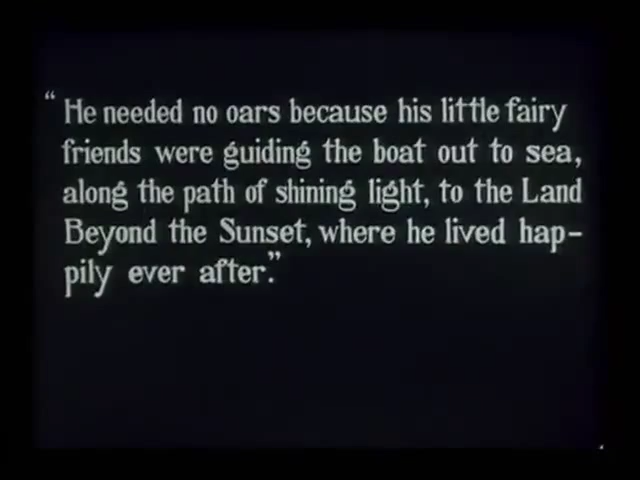 “He needed no oars because his little fairy
friends were guiding the boat out to sea,
along the path of shining light, to the Land
Beyond the Sunset, where he lived hap-
pily ever after.”